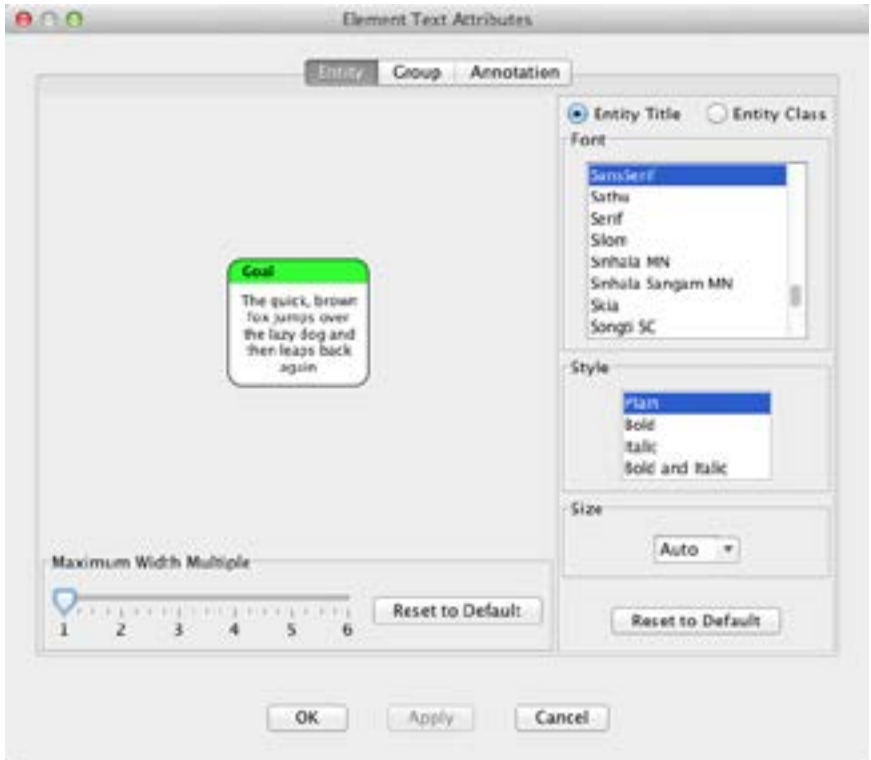 Element Text Attributes
Entity Group Annotation
Entity Title Entity Class
Font
SansSerif
Sathu
Serif
Silom
Sinhala MN
Sinhala Sangam MN
Skia
Songti SC
Goal
The quick, brown
fox jumps over
the lazy dog and
then leaps back
again
Style
Plain
Bold
Italic
Bold and Italic
Size
Auto
Maximum Width Multiple
1 2 3 4 5 6
Reset to Default
Reset to Default
OK Apply Cancel